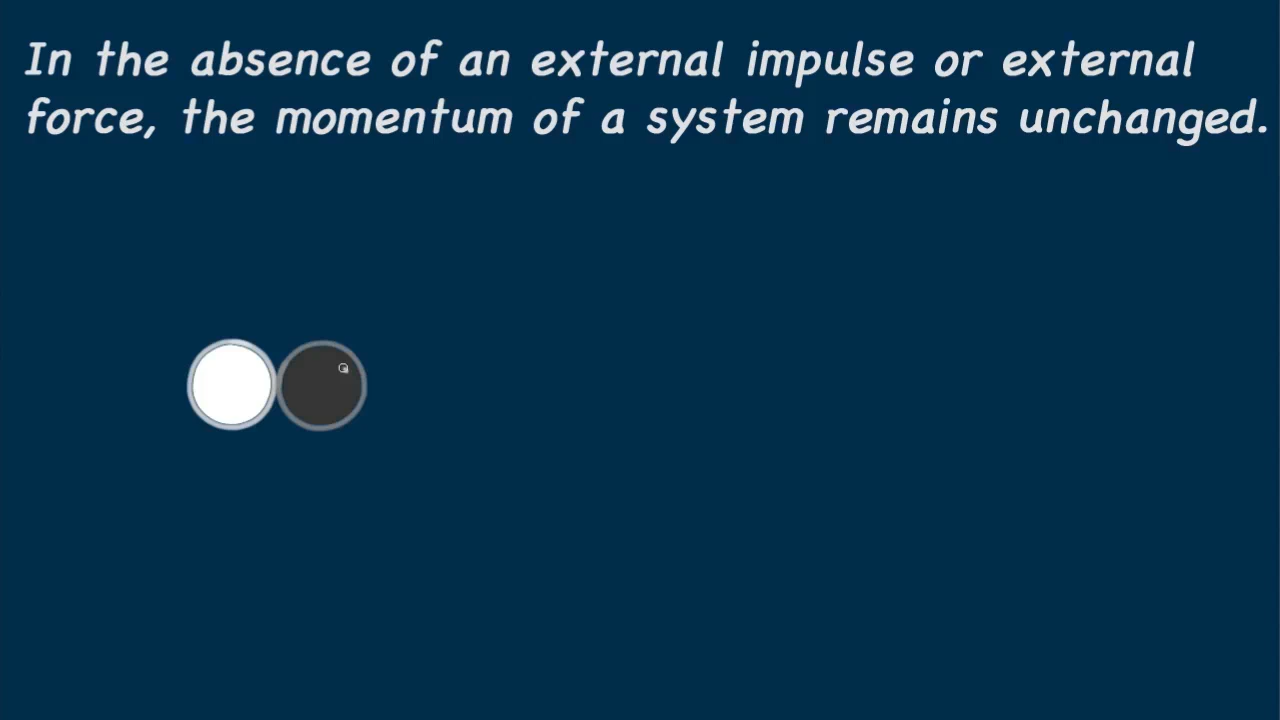 In the absence of an external impulse or external
force, the momentum of a system remains unchanged.